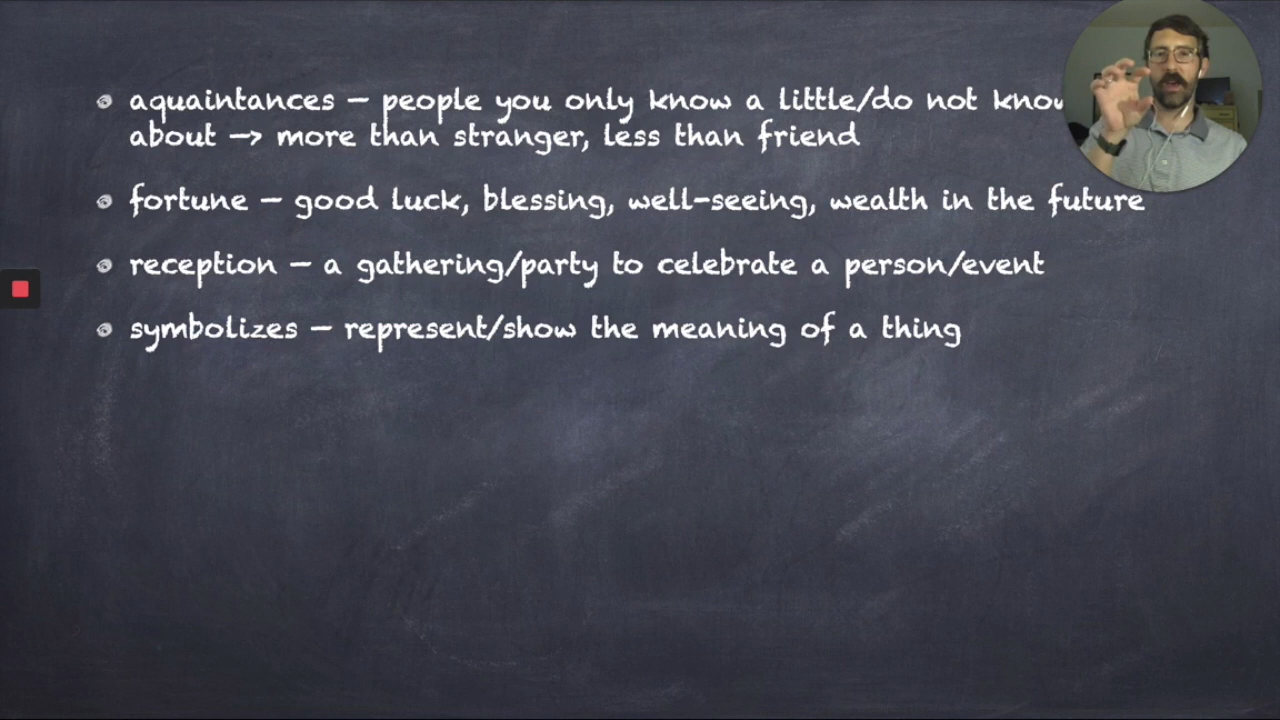 aquaintances – people you only know a little/do not know
about –> more than stranger, less than friend
fortune – good luck, blessing, well-seeing, wealth in the future
reception – a gathering/party to celebrate a person/event
symbolizes – represent/show the meaning of a thing